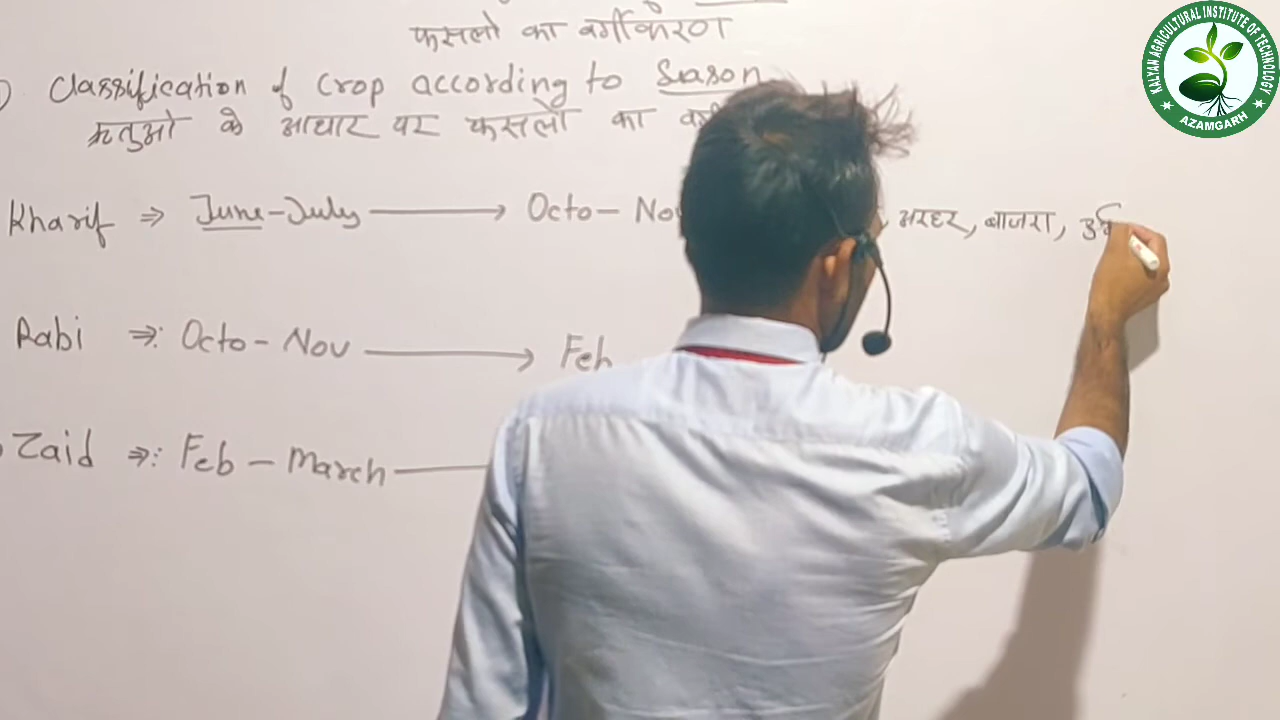 फसलो का वर्गीकरण
Classification of Crop according to Season
ऋतुओ के आधार पर फसलों का
Kharif ⇒ June-July → Octo- Nov अरहर, बाजरा,
Rabi ⇒: Octo-Nov → Feb
Zaid ⇒: Feb - March
KALYAN AGRICULTURAL INSTITUTE OF TECHNOLOGY
AZAMGARH